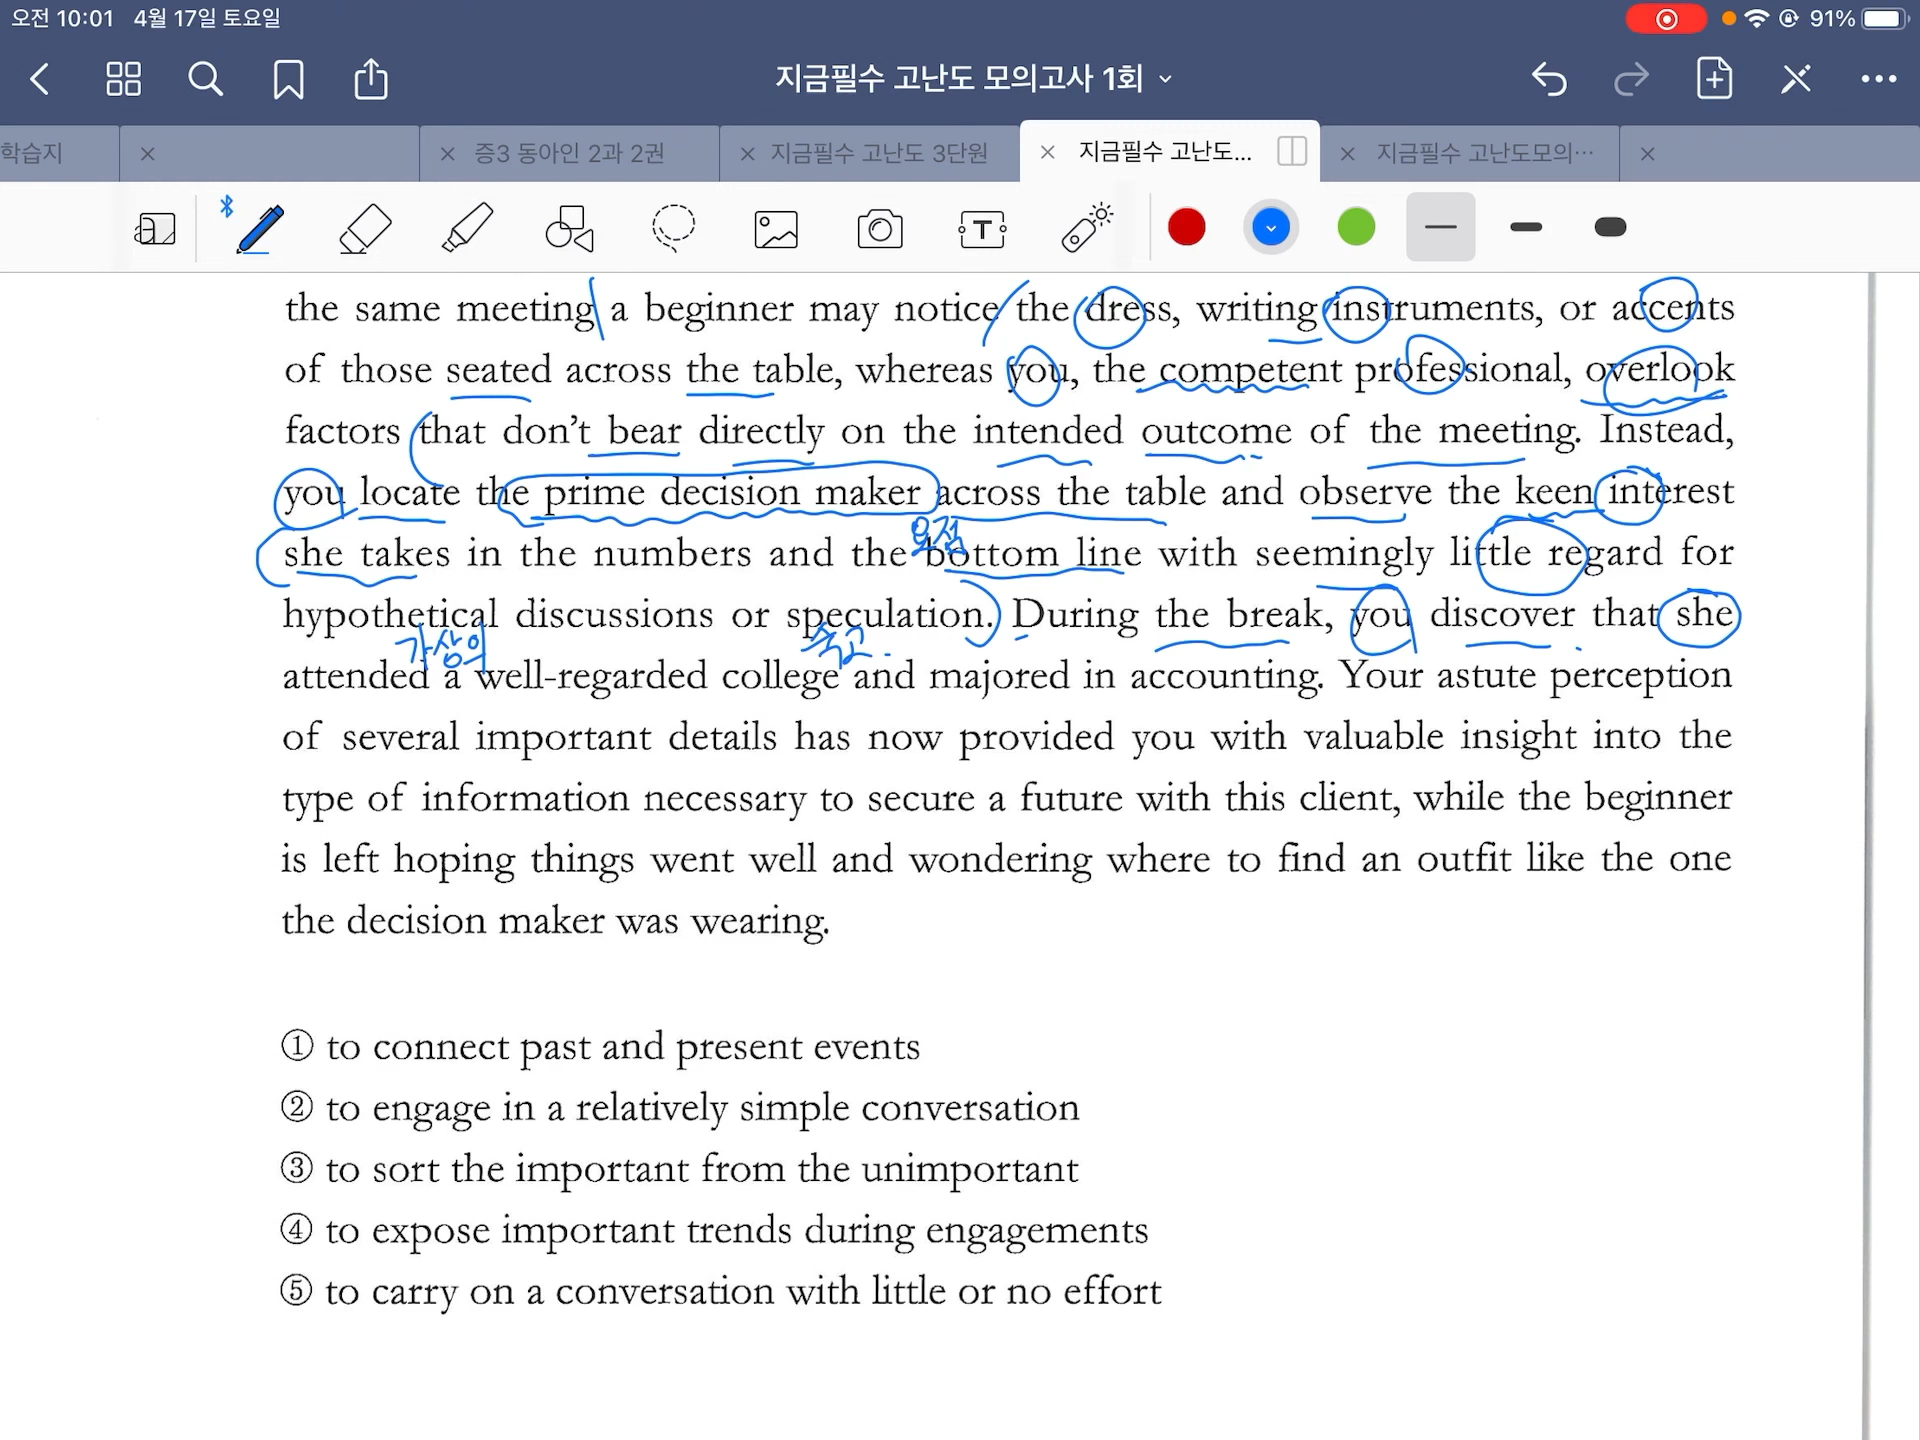 오전 10:01 4월 17일 토요일 91%
지금필수 고난도 모의고사 1회
학습지 증3 동아인 2과 2권 지금필수 고난도 3단원 지금필수 고난도... 지금필수 고난도모의...
the same meeting a beginner may notice the dress, writing instruments, or accents
of those seated across the table, whereas you, the competent professional, overlook
factors that don't bear directly on the intended outcome of the meeting. Instead,
you locate the prime decision maker across the table and observe the keen interest
요점
she takes in the numbers and the bottom line with seemingly little regard for
hypothetical discussions or speculation. During the break, you discover that she
가상의
attended a well-regarded college and majored in accounting. Your astute perception
of several important details has now provided you with valuable insight into the
type of information necessary to secure a future with this client, while the beginner
is left hoping things went well and wondering where to find an outfit like the one
the decision maker was wearing.
① to connect past and present events
② to engage in a relatively simple conversation
③ to sort the important from the unimportant
④ to expose important trends during engagements
⑤ to carry on a conversation with little or no effort